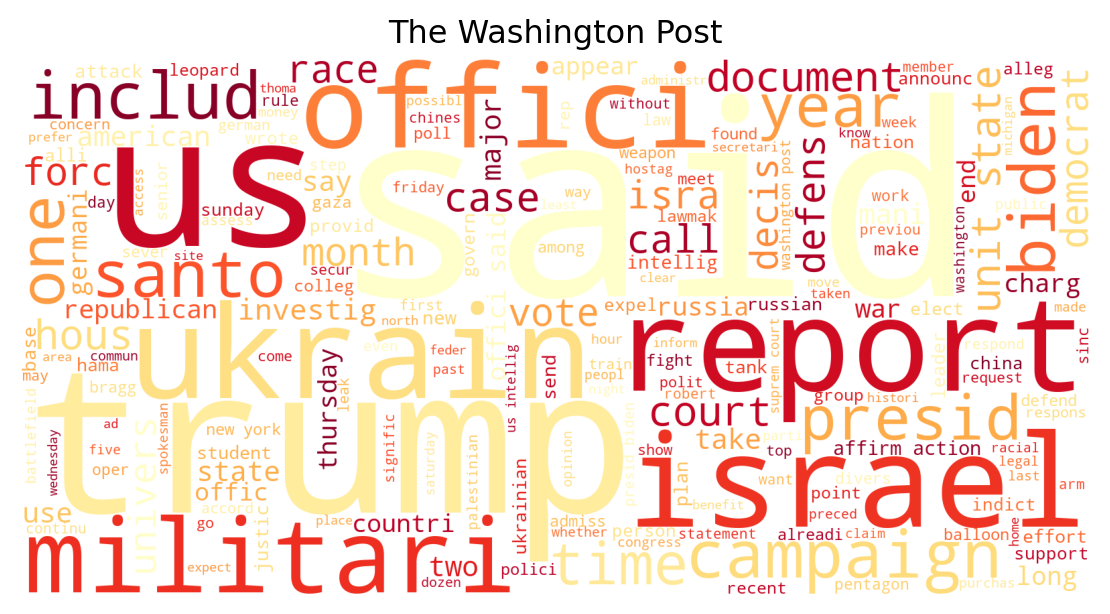 The Washington Post
attack
leopard
race
offici
appear
administr
document
member
announc
alleg
includ
thoma
rule
money
possibl
chines
poll
without
law
rep
year
week
nation
know
unit state
michigan
biden
democrat
concern
prefer
american
german
wrote
alli
us
said
major
found
secretari
decis
washington post
defens
end
forc
day
access
senior
step
need
say
gaza
friday
case
weapon
hostag
meet
isra
lawmak
work
previou
mani
public
one
germani
sunday
assess
provid
govern
offici said
east
way
among
call
intellig
make
washington
sever
site
month
secur
colleg
clear
move
taken
charg
santo
republican
investig
north
first
new
vote
expel
russia
russian
war
elect
made
base
hous
ukrain
even
hour
inform
report
respond
sinc
area
may
hama
commun
come
thursday
leak
feder
past
us intellig
send
train
peopl
night
fight
polit
robert
tank
suprem court
china
request
leader
bragg
trump
group
histori
defend
respons
court
presid
battlefield
ad
five
oper
wednesday
spokesman
univers
new york
student
state
offic
accord
justic
signific
saturday
palestinian
ukrainian
opinion
presid biden
show
plan
take
parti
top
affirm action
racial
legal
last
arm
want
divers
israel
point
preced
benefit
indict
use
continu
go
place
countri
admiss
whether
person
congress
statement
alreadi
claim
balloon
home
effort
support
militari
expect
two
dozen
polici
time
campaign
recent
pentagon
purchas
long